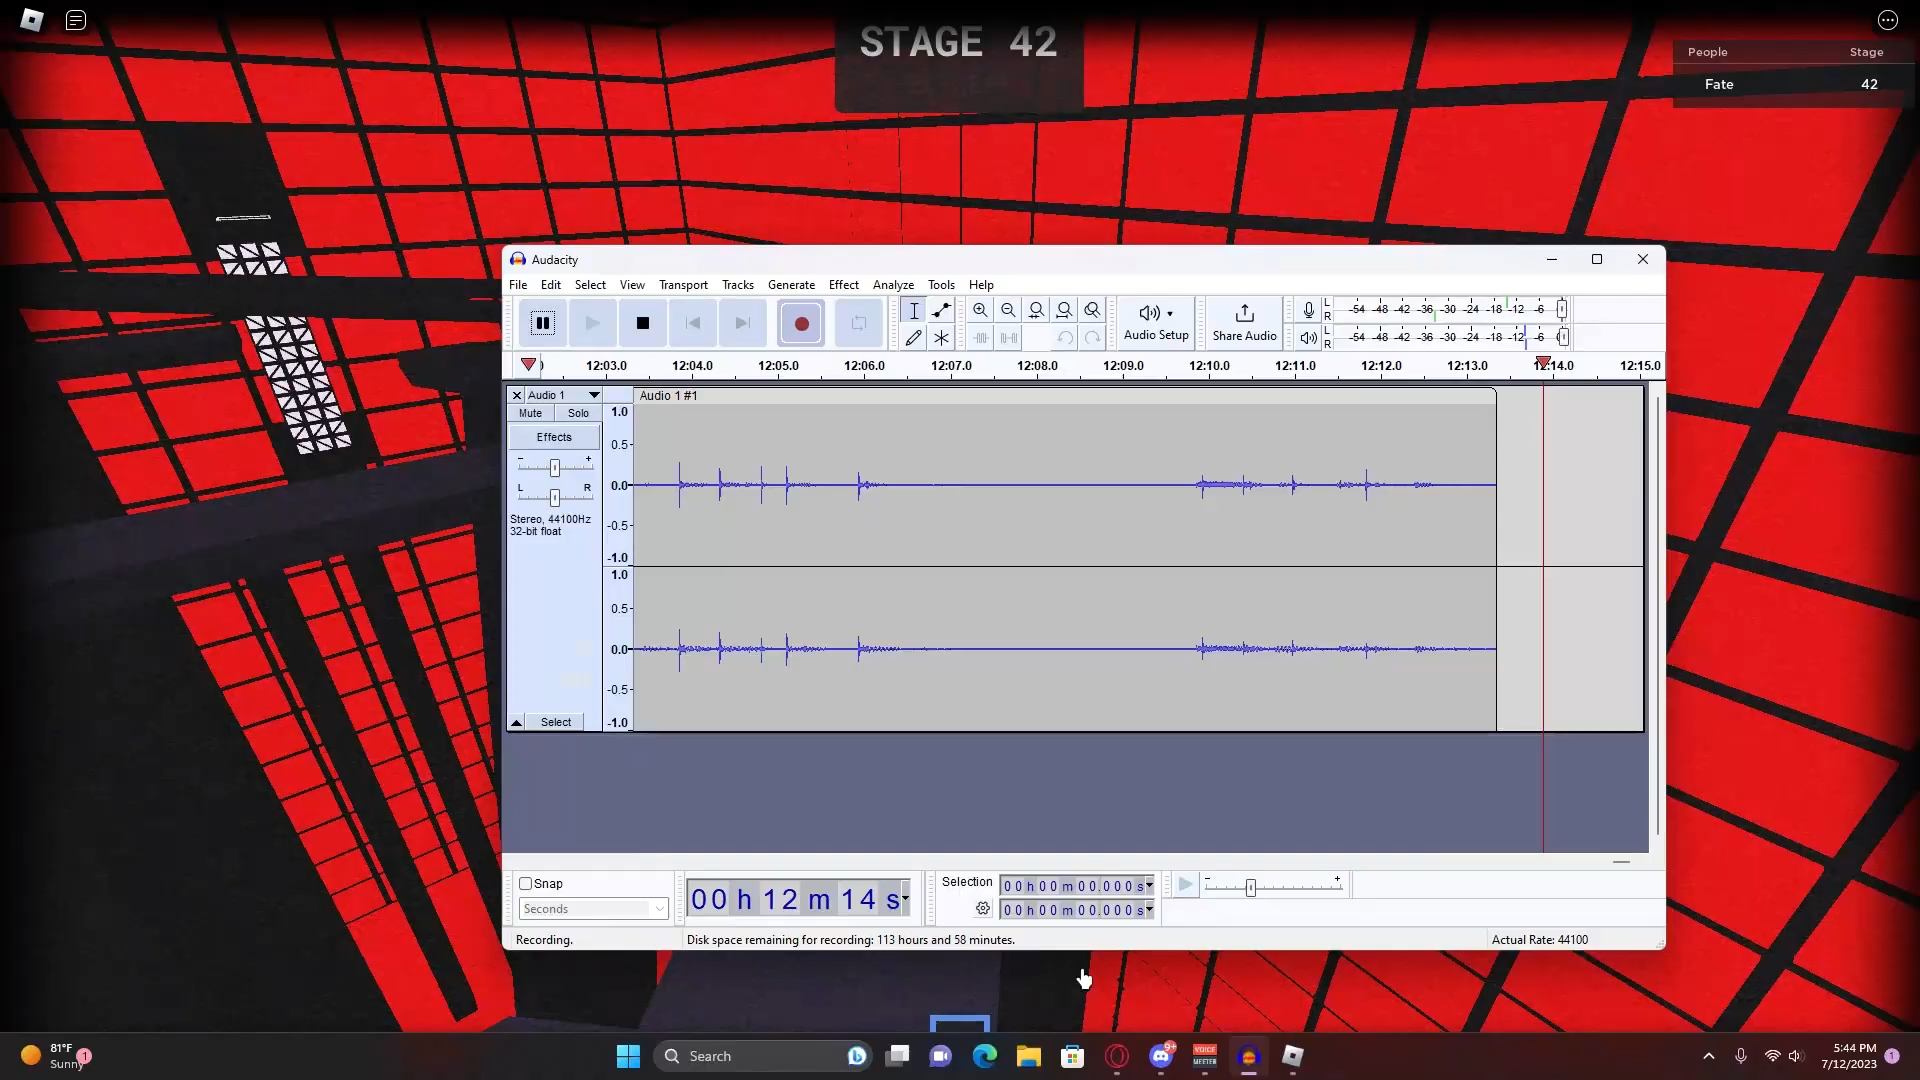 STAGE 42
People Stage
Fate 42
Audacity
File Edit Select View Transport Tracks Generate Effect Analyze Tools Help
Audio Setup
Share Audio
L
R
-54 -48 -42 -36 -30 -24 -18 -12 -6
L
R
-54 -48 -42 -36 -30 -24 -18 -12 -6 0
12:03.0 12:04.0 12:05.0 12:06.0 12:07.0 12:08.0 12:09.0 12:10.0 12:11.0 12:12.0 12:13.0 12:14.0 12:15.0
Audio 1
Audio 1 #1
Mute Solo
Effects
- +
L R
Stereo, 44100Hz
32-bit float
Select
1.0
0.5
0.0
-0.5
-1.0
1.0
0.5
0.0
-0.5
-1.0
Snap
Seconds
00 h 12 m 14 s
Selection
00 h 00 m 00.000 s
00 h 00 m 00.000 s
- +
Recording.
Disk space remaining for recording: 113 hours and 58 minutes.
Actual Rate: 44100
81°F
Sunny
1
Search
9+
VOICE
MEETER
5:44 PM
7/12/2023
1